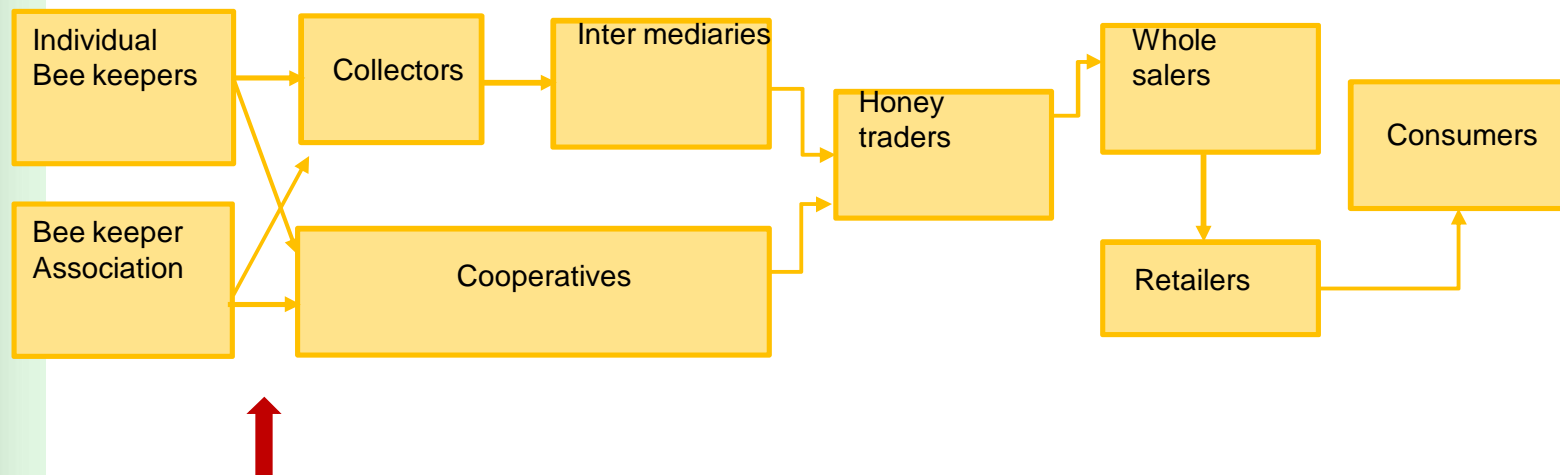 Individual
Bee keepers
Collectors
Inter mediaries
Honey
traders
Whole
salers
Consumers
Bee keeper
Association
Cooperatives
Retailers